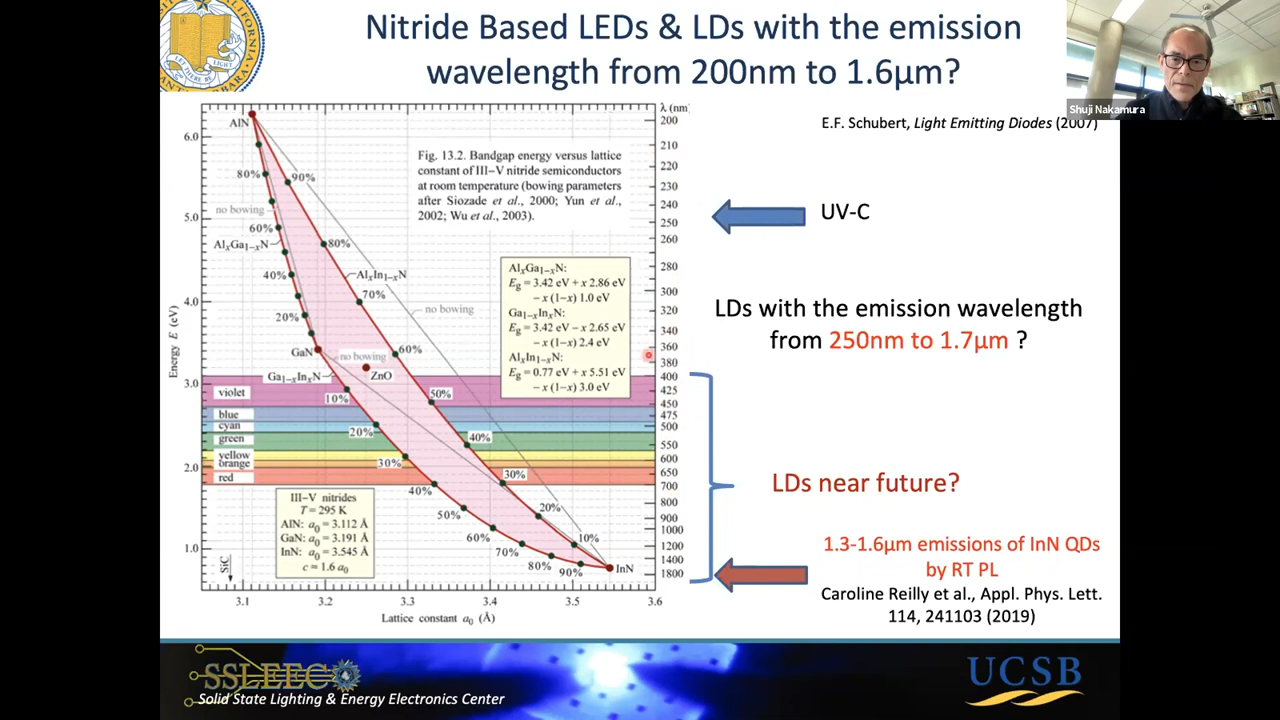 Nitride Based LEDs & LDs with the emission
wavelength from 200nm to 1.6μm?
Shuji Nakamura
E.F. Schubert, Light Emitting Diodes (2007)
Fig. 13.2. Bandgap energy versus lattice
constant of III–V nitride semiconductors
at room temperature (bowing parameters
after Siozade et al., 2000; Yun et al.,
2002; Wu et al., 2003).
Energy E (eV)
6.0
5.0
4.0
3.0
2.0
1.0
λ (nm)
200
210
220
230
240
250
260
280
300
320
340
360
380
400
425
450
475
500
550
600
650
700
800
900
1000
1200
1400
1800
AlN
80%
90%
no bowing
60%
AlxGa1–xN
80%
40%
AlxIn1–xN
70%
20%
no bowing
GaN
no bowing
60%
ZnO
Ga1–xInxN
10%
50%
20%
40%
30%
30%
40%
20%
50%
10%
60%
70%
80%
90%
InN
violet
blue
cyan
green
yellow
orange
red
AlxGa1–xN:
Eg = 3.42 eV + x 2.86 eV
– x (1–x) 1.0 eV
Ga1–xInxN:
Eg = 3.42 eV – x 2.65 eV
– x (1–x) 2.4 eV
AlxIn1–xN:
Eg = 0.77 eV + x 5.51 eV
– x (1–x) 3.0 eV
III–V nitrides
T = 295 K
AlN: a0 = 3.112 Å
GaN: a0 = 3.191 Å
InN: a0 = 3.545 Å
c ≈ 1.6 a0
SiC
3.1
3.2
3.3
3.4
3.5
3.6
Lattice constant a0 (Å)
UV-C
LDs with the emission wavelength
from 250nm to 1.7μm ?
LDs near future?
1.3-1.6μm emissions of InN QDs
by RT PL
Caroline Reilly et al., Appl. Phys. Lett.
114, 241103 (2019)
SSLEEC
Solid State Lighting & Energy Electronics Center
UCSB